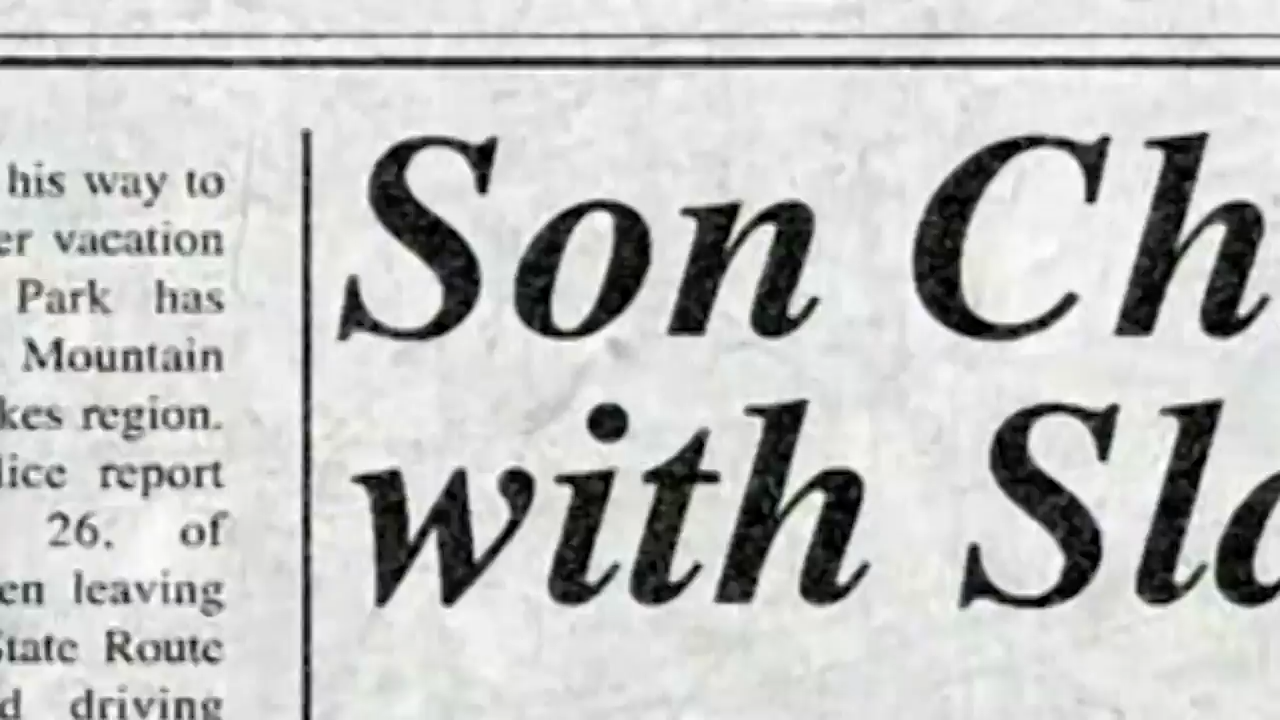 his way to
er vacation
Park has
Mountain
kes region.
lice report
26, of
en leaving
State Route
d driving
Son Ch
with Sla